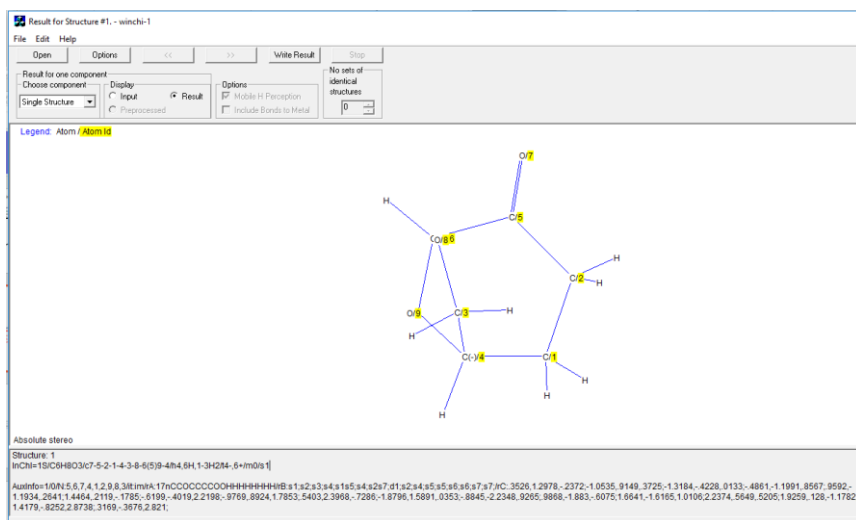 Result for Structure #1. - winchi-1
File Edit Help
Open Options << >> Write Result Stop
Result for one component
Choose component
Single Structure
Display
Input Result
Preprocessed
Options
Mobile H Perception
Include Bonds to Metal
No sets of
identical
structures
0
Legend: Atom / Atom Id
O/7
H
C/5
O/8 6
H
C/2
H
O/9
C/3
H
H
C(-)/4
C/1
H
H
H
Absolute stereo
Structure: 1
InChI=1S/C6H8O3/c7-5-2-1-4-3-8-6(5)9-4/h4,6H,1-3H2/t4-,6+/m0/s1
AuxInfo=1/0/N:5,6,7,4,1,2,9,8,3/it:im/rA:17nCCOCCCCOOHHHHHHHH/rB:s1;s2;s3;s4;s1s5;s4;s2s7;d1;s2;s4;s5;s5;s6;s6;s7;s7;/rC:.3526,1.2978,-.2372;-1.0535,.9149,.3725;-1.3184,-.4228,.0133;-.4861,-1.1991,.8567;.9592,-
1.1934,.2641;1.4464,.2119,-.1785;-.6199,-.4019,2.2198;-.9769,.8924,1.7853;.5403,2.3968,-.7286;-1.8796,1.5891,.0353;-.8845,-2.2348,.9265;.9868,-1.883,-.6075;1.6641,-1.6165,1.0106;2.2374,.5649,.5205;1.9259,.128,-1.1782
1.4179,-.8252,2.8738;.3169,-.3676,2.821;